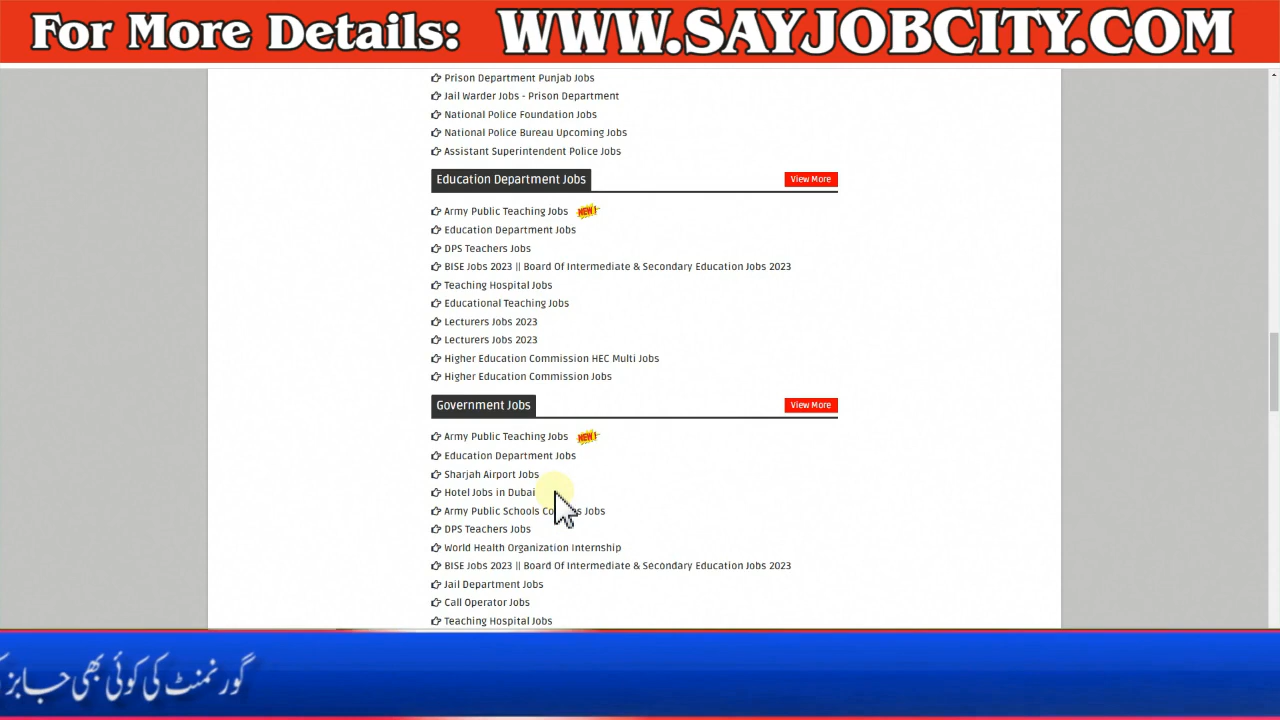 For More Details: WWW.SAYJOBCITY.COM
Prison Department Punjab Jobs
Jail Warder Jobs - Prison Department
National Police Foundation Jobs
National Police Bureau Upcoming Jobs
Assistant Superintendent Police Jobs
Education Department Jobs View More
Army Public Teaching Jobs NEW!
Education Department Jobs
DPS Teachers Jobs
BISE Jobs 2023 || Board Of Intermediate & Secondary Education Jobs 2023
Teaching Hospital Jobs
Educational Teaching Jobs
Lecturers Jobs 2023
Lecturers Jobs 2023
Higher Education Commission HEC Multi Jobs
Higher Education Commission Jobs
Government Jobs View More
Army Public Teaching Jobs NEW!
Education Department Jobs
Sharjah Airport Jobs
Hotel Jobs in Dubai
Army Public Schools Jobs
DPS Teachers Jobs
World Health Organization Internship
BISE Jobs 2023 || Board Of Intermediate & Secondary Education Jobs 2023
Jail Department Jobs
Call Operator Jobs
Teaching Hospital Jobs
گورنمنٹ کی کوئی بھی جابز